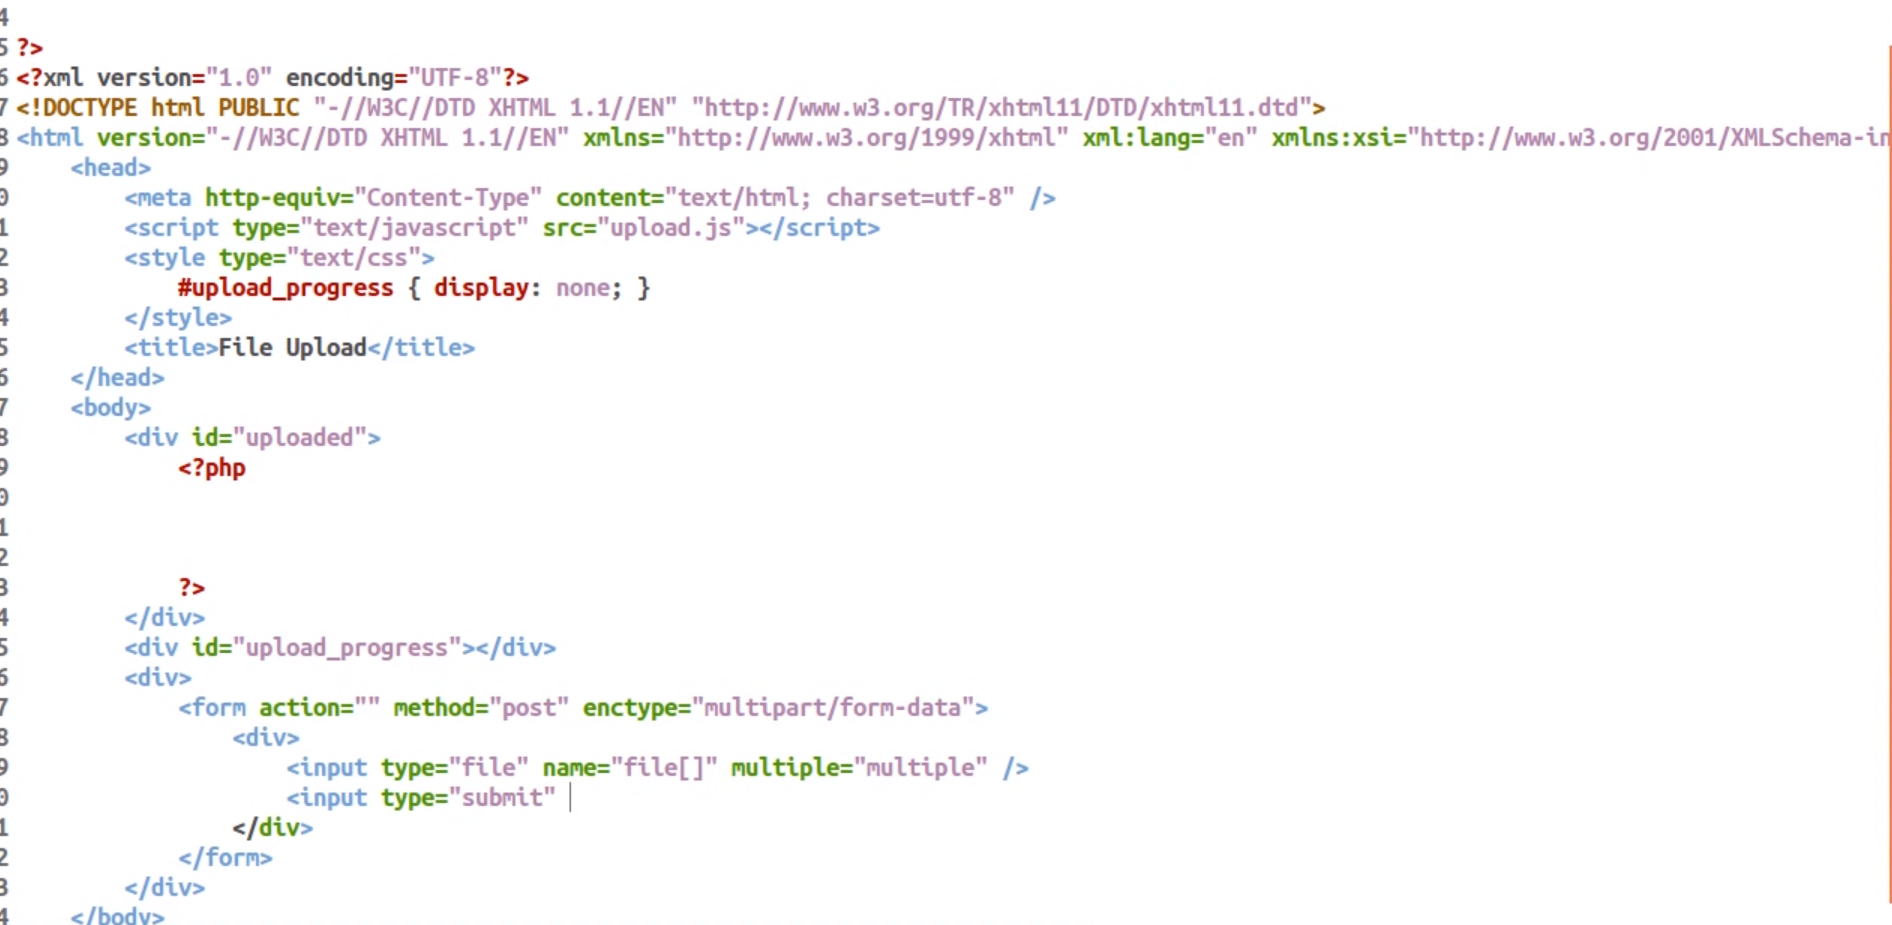 4
5 ?>
6 <?xml version="1.0" encoding="UTF-8"?>
7 <!DOCTYPE html PUBLIC "-//W3C//DTD XHTML 1.1//EN" "http://www.w3.org/TR/xhtml11/DTD/xhtml11.dtd">
8 <html version="-//W3C//DTD XHTML 1.1//EN" xmlns="http://www.w3.org/1999/xhtml" xml:lang="en" xmlns:xsi="http://www.w3.org/2001/XMLSchema-in
9 <head>
0 <meta http-equiv="Content-Type" content="text/html; charset=utf-8" />
1 <script type="text/javascript" src="upload.js"></script>
2 <style type="text/css">
3 #upload_progress { display: none; }
4 </style>
5 <title>File Upload</title>
6 </head>
7 <body>
8 <div id="uploaded">
9 <?php
0
1
2
3 ?>
4 </div>
5 <div id="upload_progress"></div>
6 <div>
7 <form action="" method="post" enctype="multipart/form-data">
8 <div>
9 <input type="file" name="file[]" multiple="multiple" />
0 <input type="submit"
1 </div>
2 </form>
3 </div>
4 </body>